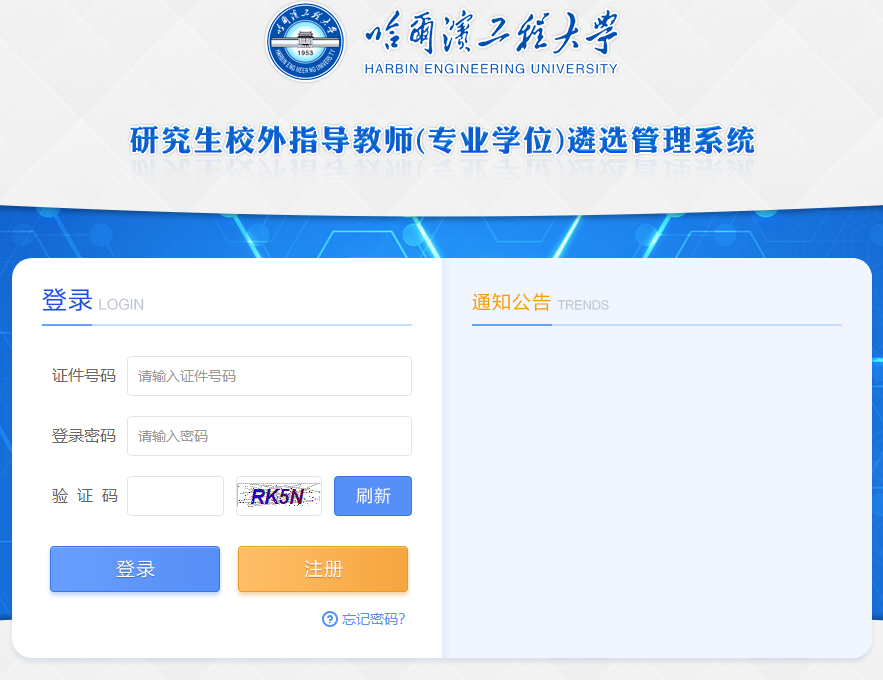 哈尔滨工程大学
HARBIN ENGINEERING UNIVERSITY
1953
研究生校外指导教师(专业学位)遴选管理系统
登录 LOGIN
通知公告 TRENDS
证件号码 请输入证件号码
登录密码 请输入密码
验 证 码 RK5N 刷新
登录 注册
? 忘记密码?